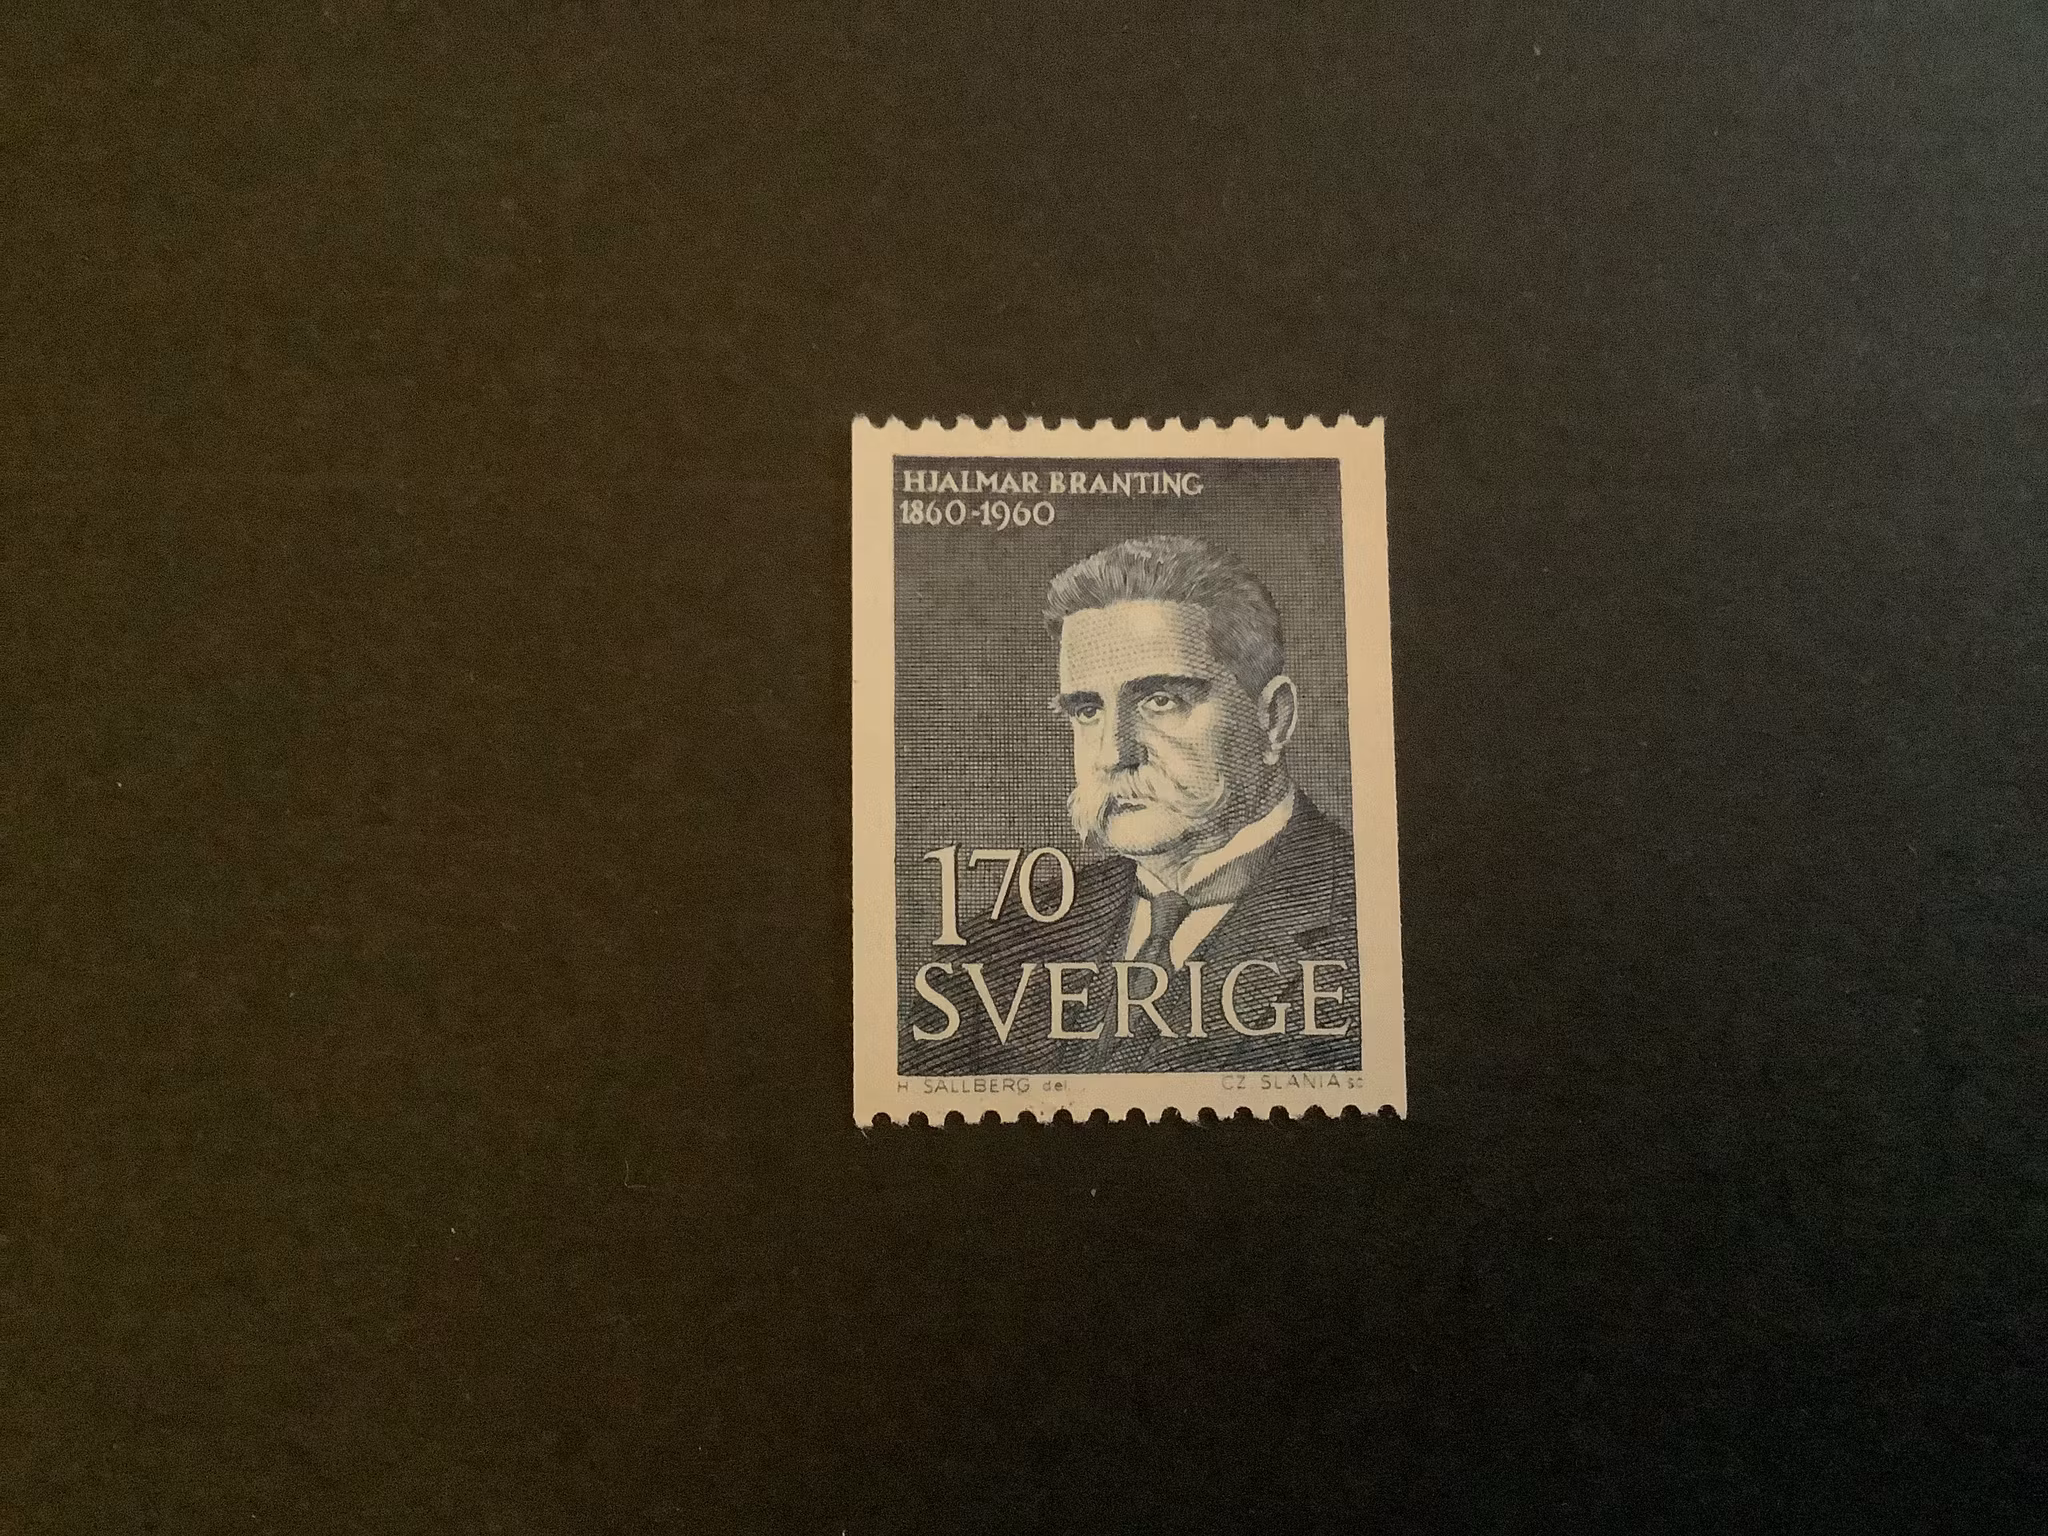 HJALMAR BRANTING
1860-1960
170
SVERIGE
H SALLBERG del. CZ. SLANIA sc